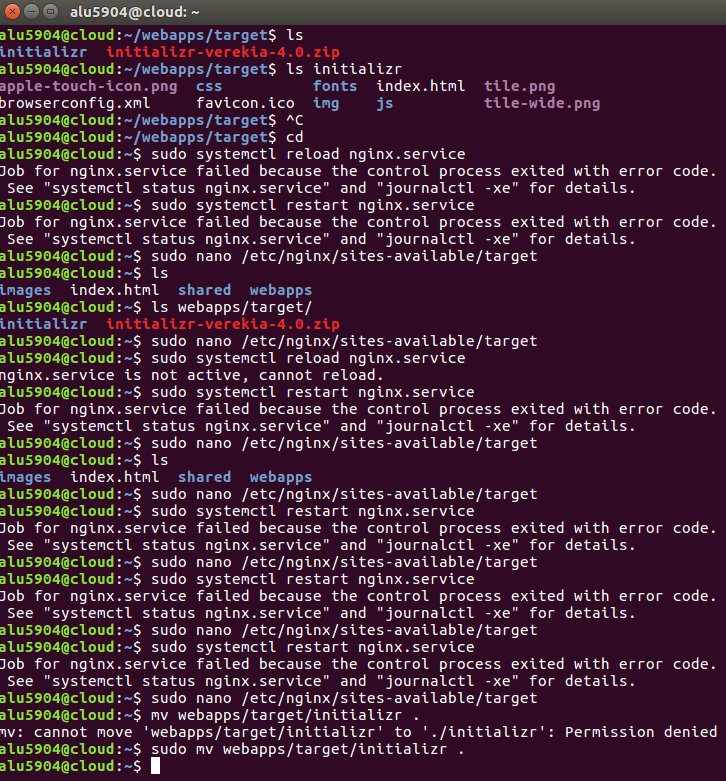 alu5904@cloud: ~
alu5904@cloud:~/webapps/target$ ls
initializr  initializr-verekia-4.0.zip
alu5904@cloud:~/webapps/target$ ls initializr
apple-touch-icon.png  css          fonts  index.html  tile.png
browserconfig.xml     favicon.ico  img    js          tile-wide.png
alu5904@cloud:~/webapps/target$ ^C
alu5904@cloud:~/webapps/target$ cd
alu5904@cloud:~$ sudo systemctl reload nginx.service
Job for nginx.service failed because the control process exited with error code.
 See "systemctl status nginx.service" and "journalctl -xe" for details.
alu5904@cloud:~$ sudo systemctl restart nginx.service
Job for nginx.service failed because the control process exited with error code.
 See "systemctl status nginx.service" and "journalctl -xe" for details.
alu5904@cloud:~$ sudo nano /etc/nginx/sites-available/target
alu5904@cloud:~$ ls
images  index.html  shared  webapps
alu5904@cloud:~$ ls webapps/target/
initializr  initializr-verekia-4.0.zip
alu5904@cloud:~$ sudo nano /etc/nginx/sites-available/target
alu5904@cloud:~$ sudo systemctl reload nginx.service
nginx.service is not active, cannot reload.
alu5904@cloud:~$ sudo systemctl restart nginx.service
Job for nginx.service failed because the control process exited with error code.
 See "systemctl status nginx.service" and "journalctl -xe" for details.
alu5904@cloud:~$ sudo nano /etc/nginx/sites-available/target
alu5904@cloud:~$ ls
images  index.html  shared  webapps
alu5904@cloud:~$ sudo nano /etc/nginx/sites-available/target
alu5904@cloud:~$ sudo systemctl restart nginx.service
Job for nginx.service failed because the control process exited with error code.
 See "systemctl status nginx.service" and "journalctl -xe" for details.
alu5904@cloud:~$ sudo nano /etc/nginx/sites-available/target
alu5904@cloud:~$ sudo systemctl restart nginx.service
Job for nginx.service failed because the control process exited with error code.
 See "systemctl status nginx.service" and "journalctl -xe" for details.
alu5904@cloud:~$ sudo nano /etc/nginx/sites-available/target
alu5904@cloud:~$ sudo systemctl restart nginx.service
Job for nginx.service failed because the control process exited with error code.
 See "systemctl status nginx.service" and "journalctl -xe" for details.
alu5904@cloud:~$ sudo nano /etc/nginx/sites-available/target
alu5904@cloud:~$ mv webapps/target/initializr .
mv: cannot move 'webapps/target/initializr' to './initializr': Permission denied
alu5904@cloud:~$ sudo mv webapps/target/initializr .
alu5904@cloud:~$